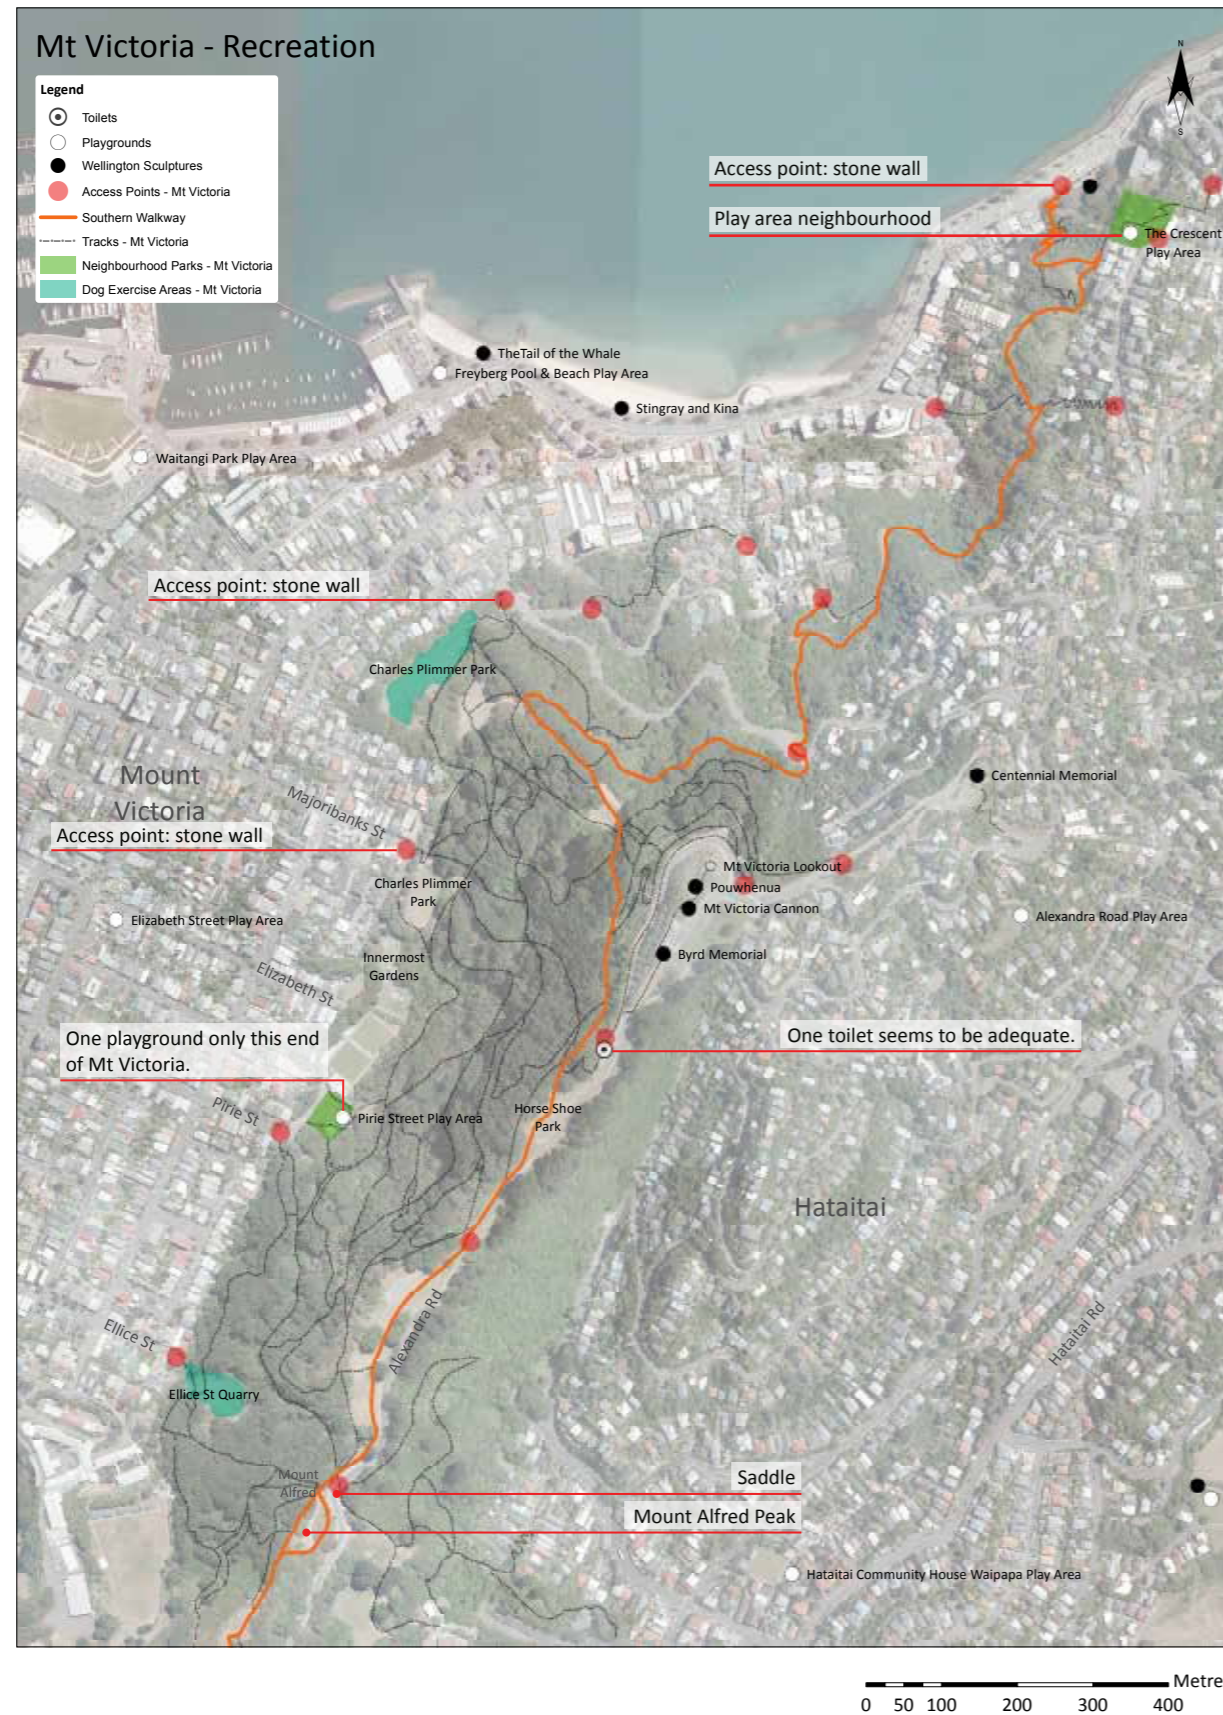 Mt Victoria - Recreation
Legend
Toilets
Playgrounds
Wellington Sculptures
Access Points - Mt Victoria
Southern Walkway
Tracks - Mt Victoria
Neighbourhood Parks - Mt Victoria
Dog Exercise Areas - Mt Victoria
N
S
Access point: stone wall
Play area neighbourhood
The Crescent
Play Area
TheTail of the Whale
Freyberg Pool & Beach Play Area
Stingray and Kina
Waitangi Park Play Area
Access point: stone wall
Charles Plimmer Park
Mount
Victoria
Majoribanks St
Centennial Memorial
Access point: stone wall
Mt Victoria Lookout
Charles Plimmer
Park
Pouwhenua
Mt Victoria Cannon
Elizabeth Street Play Area
Alexandra Road Play Area
Innermost
Gardens
Byrd Memorial
Elizabeth St
One playground only this end
of Mt Victoria.
One toilet seems to be adequate.
Pirie St
Pirie Street Play Area
Horse Shoe
Park
Hataitai
Alexandra Rd
Hataitai Rd
Ellice St
Ellice St Quarry
Mount
Alfred
Saddle
Mount Alfred Peak
Hataitai Community House Waipapa Play Area
Metre
0 50 100 200 300 400